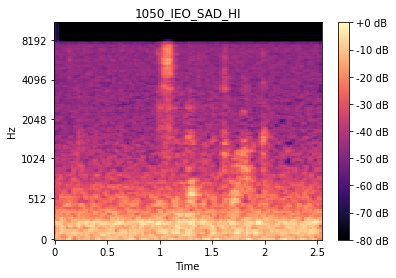 1050_IEO_SAD_HI
Hz
8192
4096
2048
1024
512
0
0 0.5 1 1.5 2 2.5
Time
+0 dB
-10 dB
-20 dB
-30 dB
-40 dB
-50 dB
-60 dB
-70 dB
-80 dB